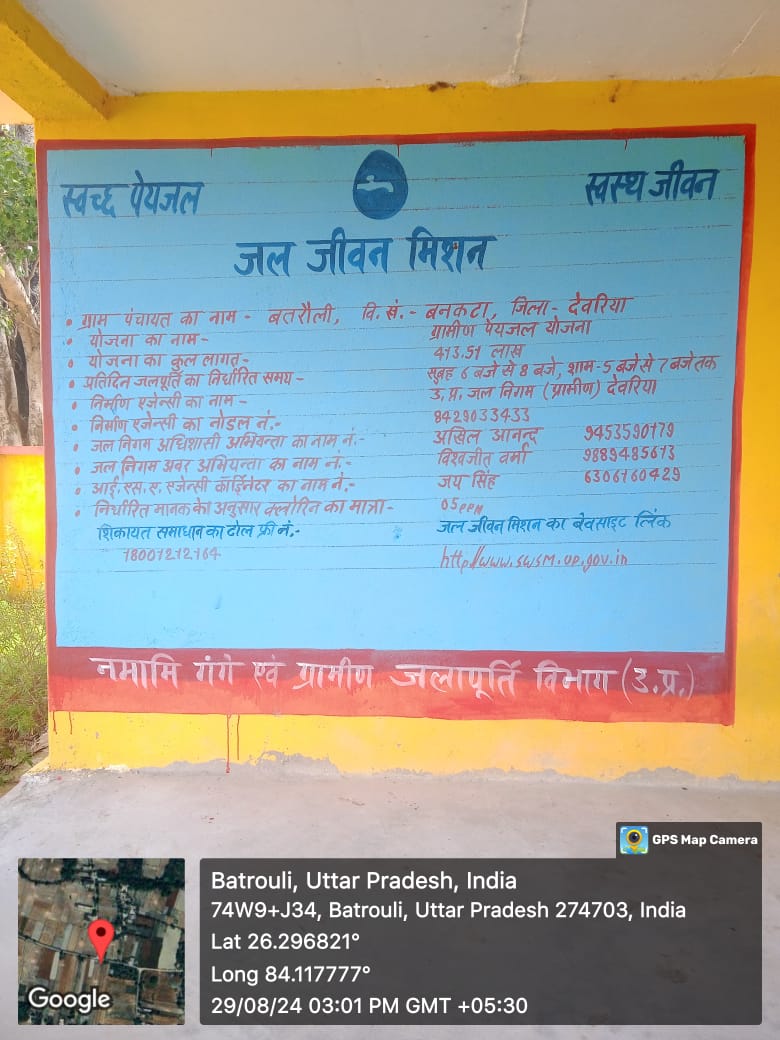 स्वच्छ पेयजल
स्वस्थ जीवन
जल जीवन मिशन
• ग्राम पंचायत का नाम - बतरौली, वि. खं.- बनकटा, जिला - देवरिया
• योजना का नाम- ग्रामीण पेयजल योजना
• योजना का कुल लागत- 413.51 लाख
• प्रतिदिन जलपूर्ति का निर्धारित समय- सुबह 6 बजे से 8 बजे, शाम-5 बजे से 7 बजे तक
• निर्माण एजेन्सी का नाम- उ.प्र. जल निगम (ग्रामीण) देवरिया
• निर्माण एजेन्सी का नोडल नं.- 8429033433
• जल निगम अधिशासी अभियन्ता का नाम नं.- अखिल आनन्द 9453590779
• जल निगम अवर अभियन्ता का नाम नं.- विश्वजीत वर्मा 9889485673
• आई.एस.ए. एजेन्सी कॉर्डिनेटर का नाम नं.- जय सिंह 6306760429
• निर्धारित मानक के अनुसार क्लोरिन का मात्रा- 05 PPM
शिकायत समाधान का टोल फ्री नं.- जल जीवन मिशन का वेबसाइट लिंक
18001212164 http//www.swsm.up.gov.in
नमामि गंगे एवं ग्रामीण जलापूर्ति विभाग (उ.प्र.)
GPS Map Camera
Batrouli, Uttar Pradesh, India
74W9+J34, Batrouli, Uttar Pradesh 274703, India
Lat 26.296821°
Long 84.117777°
29/08/24 03:01 PM GMT +05:30
Google